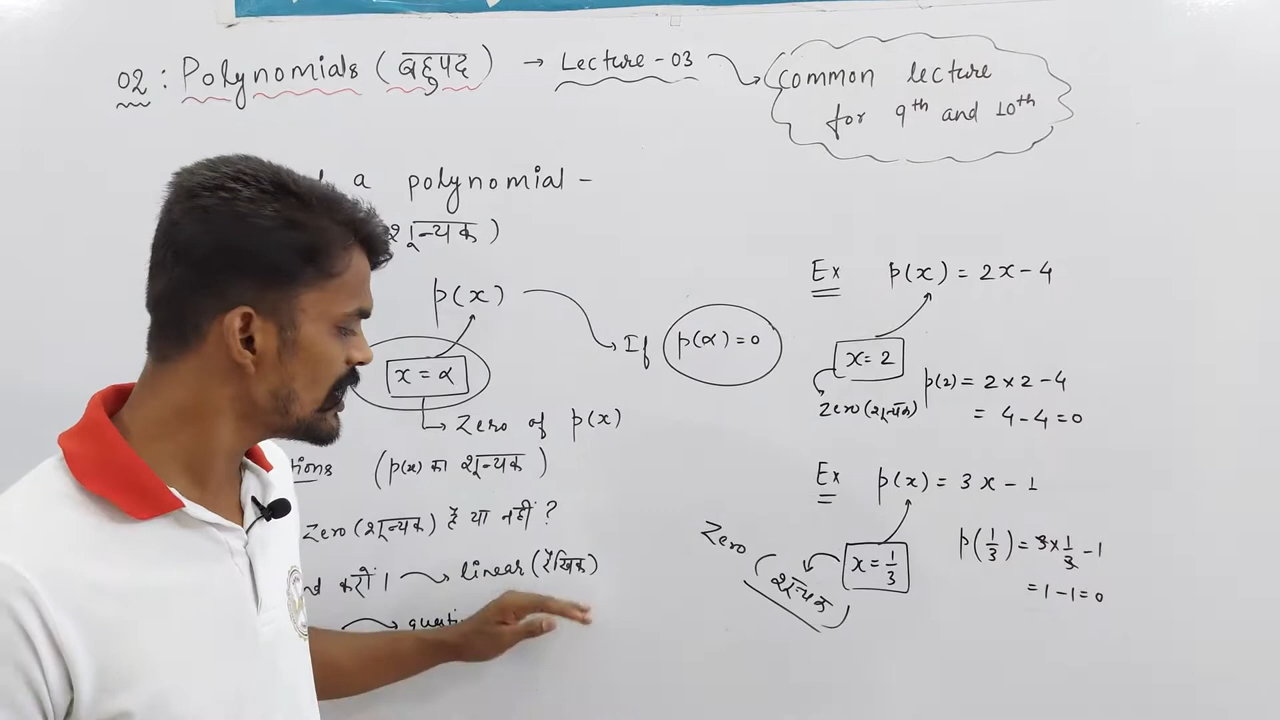 02 : Polynomials (बहुपद) → Lecture - 03
Common lecture
for 9th and 10th
a polynomial -
शून्यक)
p(x)
If p(α) = 0
x = α
Zero of p(x)
(p(x) का शून्यक)
Zero (शून्यक) है या नहीं ?
करो । linear (रैखिक)
Ex p(x) = 2x - 4
x = 2
Zero (शून्यक)
p(2) = 2 x 2 - 4
= 4 - 4 = 0
Ex p(x) = 3x - 1
x = 1/3
Zero (शून्यक)
p(1/3) = 3 x 1/3 - 1
= 1 - 1 = 0